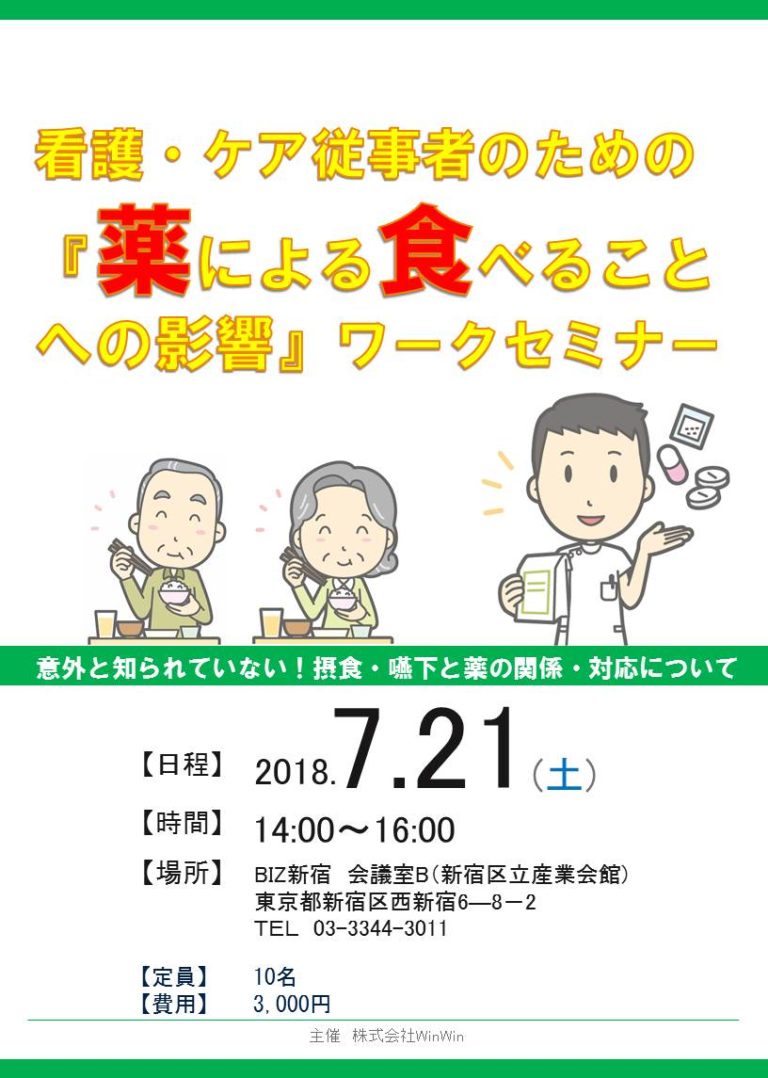 看護・ケア従事者のための
『薬による食べること
への影響』ワークセミナー
意外と知られていない！摂食・嚥下と薬の関係・対応について
【日程】 2018.7.21（土）
【時間】 14:00～16:00
【場所】 BIZ新宿　会議室B（新宿区立産業会館）
東京都新宿区西新宿6―8－2
TEL 03-3344-3011
【定員】 10名
【費用】 3,000円
主催　株式会社WinWin